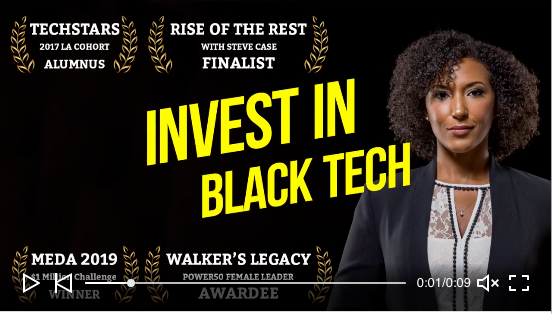 TECHSTARS
2017 LA COHORT
ALUMNUS
RISE OF THE REST
WITH STEVE CASE
FINALIST
INVEST IN
BLACK TECH
MEDA 2019
$1 Million Challenge
WINNER
WALKER'S LEGACY
POWER50 FEMALE LEADER
AWARDEE
0:01/0:09